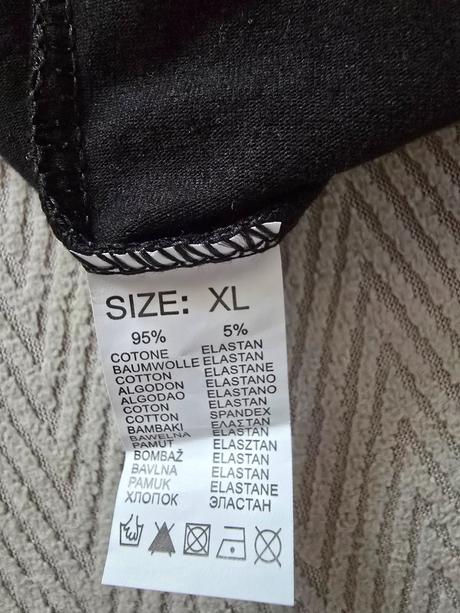 SIZE: XL
95% 5%
COTONE ELASTAN
BAUMWOLLE ELASTAN
COTTON ELASTANE
ALGODON ELASTANO
ALGODAO ELASTANO
COTON ELASTAN
COTTON SPANDEX
BAMBAKI ΕΛΑΣΤΑΝ
BAWEŁNA ELASTAN
PAMUT ELASZTAN
BOMBAŽ ELASTAN
BAVLNA ELASTAN
PAMUK ELASTANE
ХЛОПОК ЭЛАСТАН